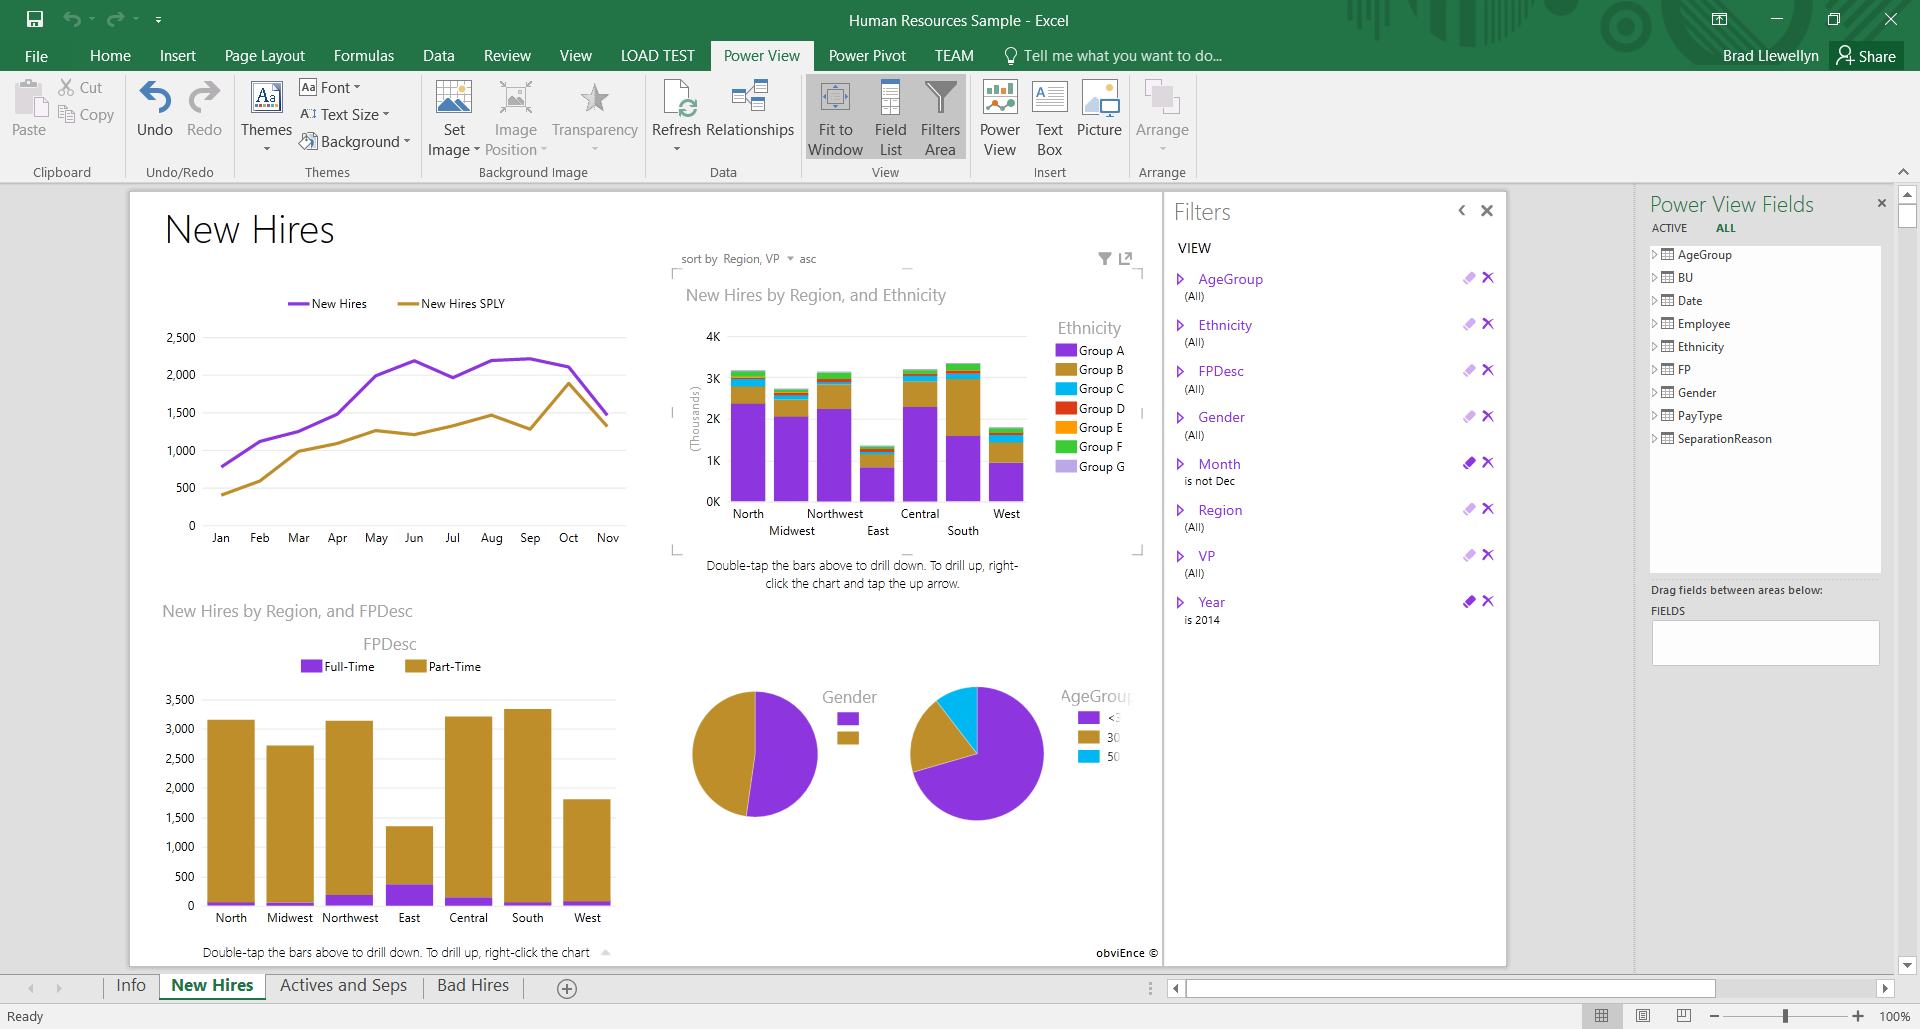 Human Resources Sample - Excel
File Home Insert Page Layout Formulas Data Review View LOAD TEST Power View Power Pivot TEAM Tell me what you want to do... Brad Llewellyn Share
Paste
Cut
Copy
Clipboard
Undo Redo
Undo/Redo
Themes
Font
Text Size
Background
Themes
Set Image
Image Position
Transparency
Background Image
Refresh Relationships
Data
Fit to Window
Field List
Filters Area
View
Power View
Text Box
Picture
Insert
Arrange
Arrange
New Hires
New Hires New Hires SPLY
2,500
2,000
1,500
1,000
500
0
Jan Feb Mar Apr May Jun Jul Aug Sep Oct Nov
sort by Region, VP asc
New Hires by Region, and Ethnicity
(Thousands)
4K
3K
2K
1K
0K
North Northwest Central West
Midwest East South
Ethnicity
Group A
Group B
Group C
Group D
Group E
Group F
Group G
Double-tap the bars above to drill down. To drill up, right-
click the chart and tap the up arrow.
New Hires by Region, and FPDesc
FPDesc
Full-Time Part-Time
3,500
3,000
2,500
2,000
1,500
1,000
500
0
North Midwest Northwest East Central South West
Double-tap the bars above to drill down. To drill up, right-click the chart
Gender
AgeGroup
<3
30
50
obviEnce ©
Filters
VIEW
AgeGroup
(All)
Ethnicity
(All)
FPDesc
(All)
Gender
(All)
Month
is not Dec
Region
(All)
VP
(All)
Year
is 2014
Power View Fields
ACTIVE ALL
AgeGroup
BU
Date
Employee
Ethnicity
FP
Gender
PayType
SeparationReason
Drag fields between areas below:
FIELDS
Info New Hires Actives and Seps Bad Hires
Ready
100%